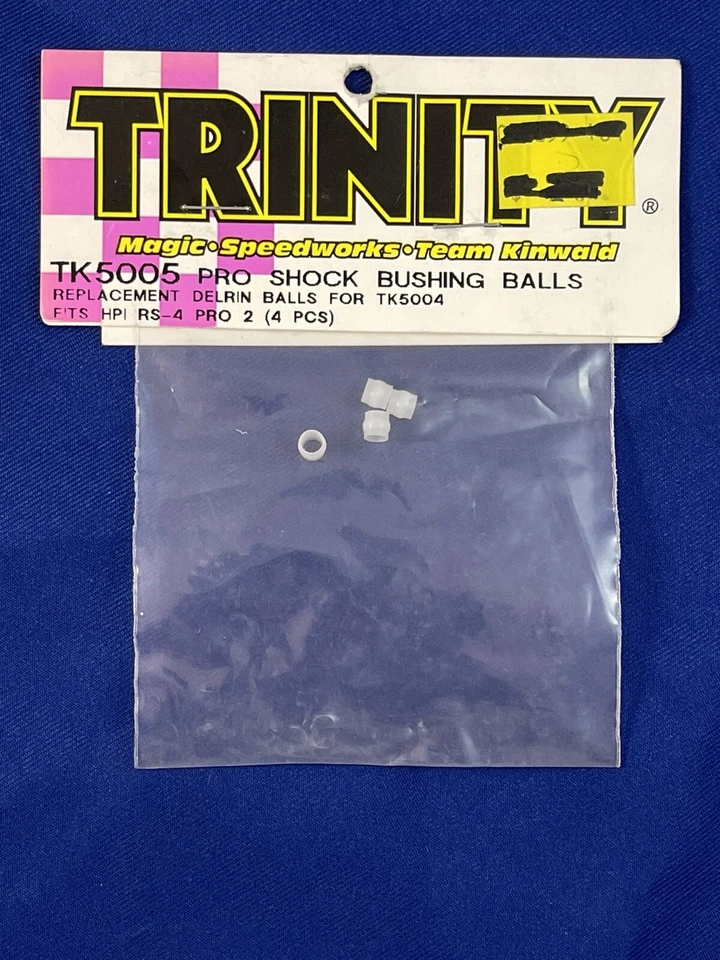 TRINITY®
Magic•Speedworks•Team Kinwald
TK5005 PRO SHOCK BUSHING BALLS
REPLACEMENT DELRIN BALLS FOR TK5004
FITS HPI RS-4 PRO 2 (4 PCS)